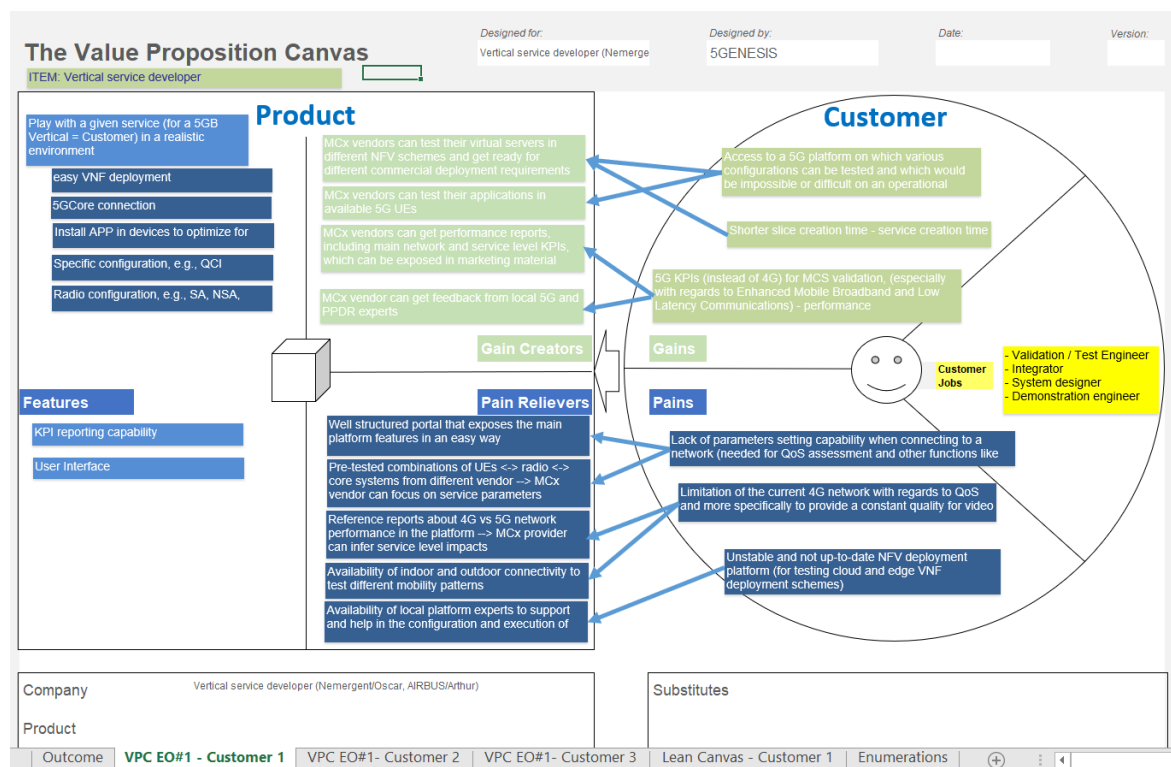 The Value Proposition Canvas
Designed for:
Vertical service developer (Nemerge
Designed by:
5GENESIS
Date:
Version:
ITEM: Vertical service developer
Product
Play with a given service (for a 5GB
Vertical = Customer) in a realistic
environment
easy VNF deployment
5GCore connection
Install APP in devices to optimize for
Specific configuration, e.g., QCI
Radio configuration, e.g., SA, NSA,
MCx vendors can test their virtual servers in
different NFV schemes and get ready for
different commercial deployment requirements
MCx vendors can test their applications in
available 5G UEs
MCx vendors can get performance reports,
including main network and service level KPIs,
which can be exposed in marketing material
MCx vendor can get feedback from local 5G and
PPDR experts
Gain Creators
Features
KPI reporting capability
User Interface
Pain Relievers
Well structured portal that exposes the main
platform features in an easy way
Pre-tested combinations of UEs <-> radio <->
core systems from different vendor --> MCx
vendor can focus on service parameters
Reference reports about 4G vs 5G network
performance in the platform --> MCx provider
can infer service level impacts
Availability of indoor and outdoor connectivity to
test different mobility patterns
Availability of local platform experts to support
and help in the configuration and execution of
Customer
Access to a 5G platform on which various
configurations can be tested and which would
be impossible or difficult on an operational
Shorter slice creation time - service creation time
5G KPIs (instead of 4G) for MCS validation, (especially
with regards to Enhanced Mobile Broadband and Low
Latency Communications) - performance
Gains
Customer
Jobs
- Validation / Test Engineer
- Integrator
- System designer
- Demonstration engineer
Pains
Lack of parameters setting capability when connecting to a
network (needed for QoS assessment and other functions like
Limitation of the current 4G network with regards to QoS
and more specifically to provide a constant quality for video
Unstable and not up-to-date NFV deployment
platform (for testing cloud and edge VNF
deployment schemes)
Company
Vertical service developer (Nemergent/Oscar, AIRBUS/Arthur)
Product
Substitutes
Outcome
VPC EO#1 - Customer 1
VPC EO#1- Customer 2
VPC EO#1- Customer 3
Lean Canvas - Customer 1
Enumerations